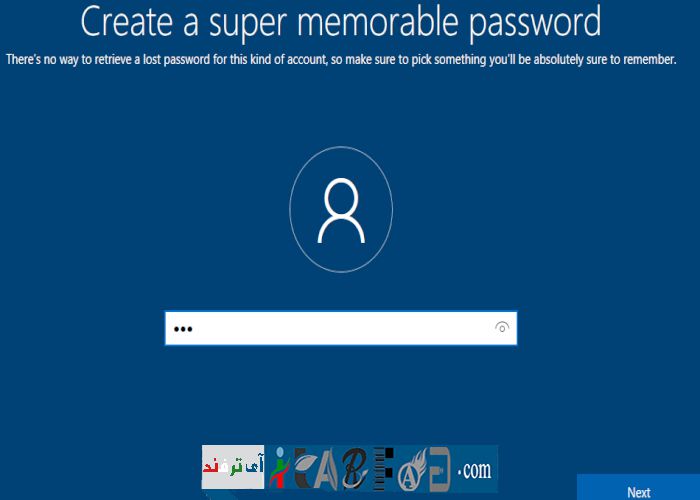 Create a super memorable password
There's no way to retrieve a lost password for this kind of account, so make sure to pick something you'll be absolutely sure to remember.
•••
آی ترفند iTARFAND.com
Next